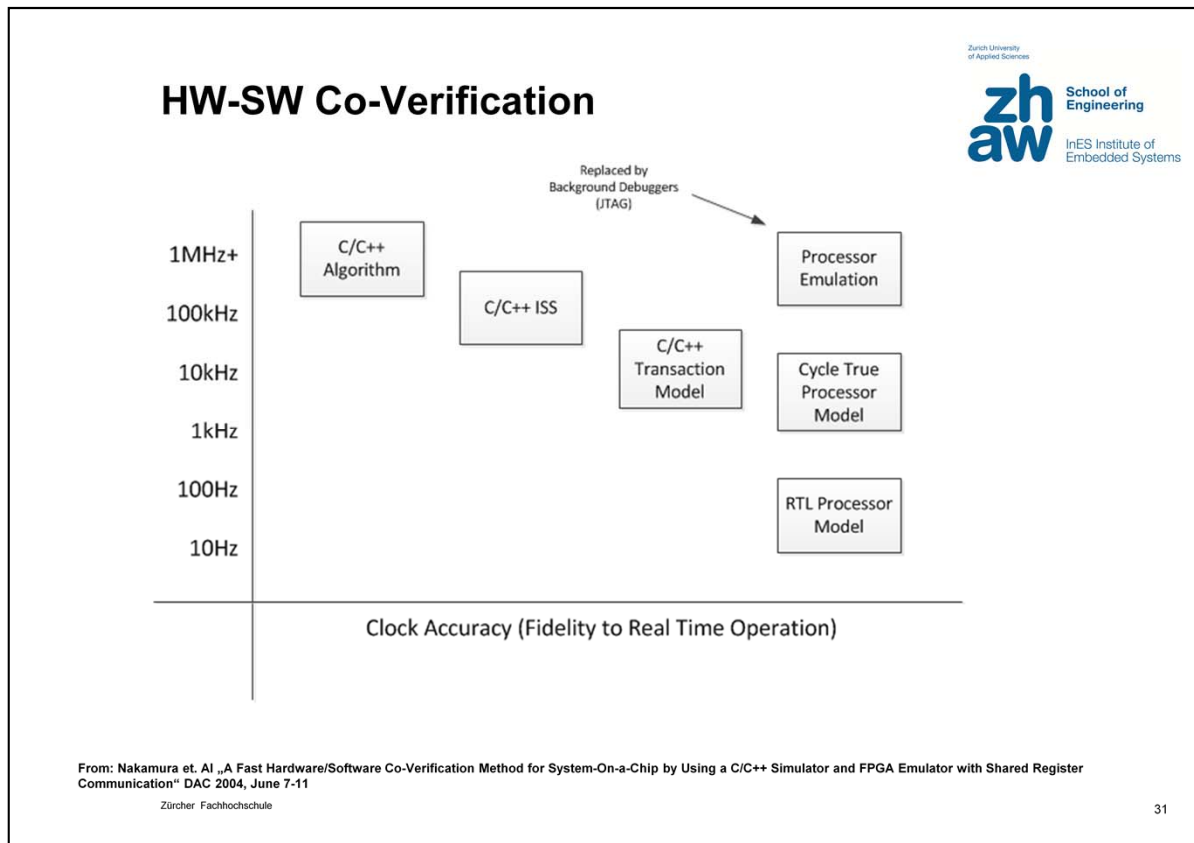 Zurich University
of Applied Sciences
zh
aw
School of
Engineering
InES Institute of
Embedded Systems
HW-SW Co-Verification
Replaced by
Background Debuggers
(JTAG)
1MHz+
100kHz
10kHz
1kHz
100Hz
10Hz
C/C++
Algorithm
C/C++ ISS
C/C++
Transaction
Model
Processor
Emulation
Cycle True
Processor
Model
RTL Processor
Model
Clock Accuracy (Fidelity to Real Time Operation)
From: Nakamura et. Al „A Fast Hardware/Software Co-Verification Method for System-On-a-Chip by Using a C/C++ Simulator and FPGA Emulator with Shared Register
Communication“ DAC 2004, June 7-11
Zürcher Fachhochschule
31